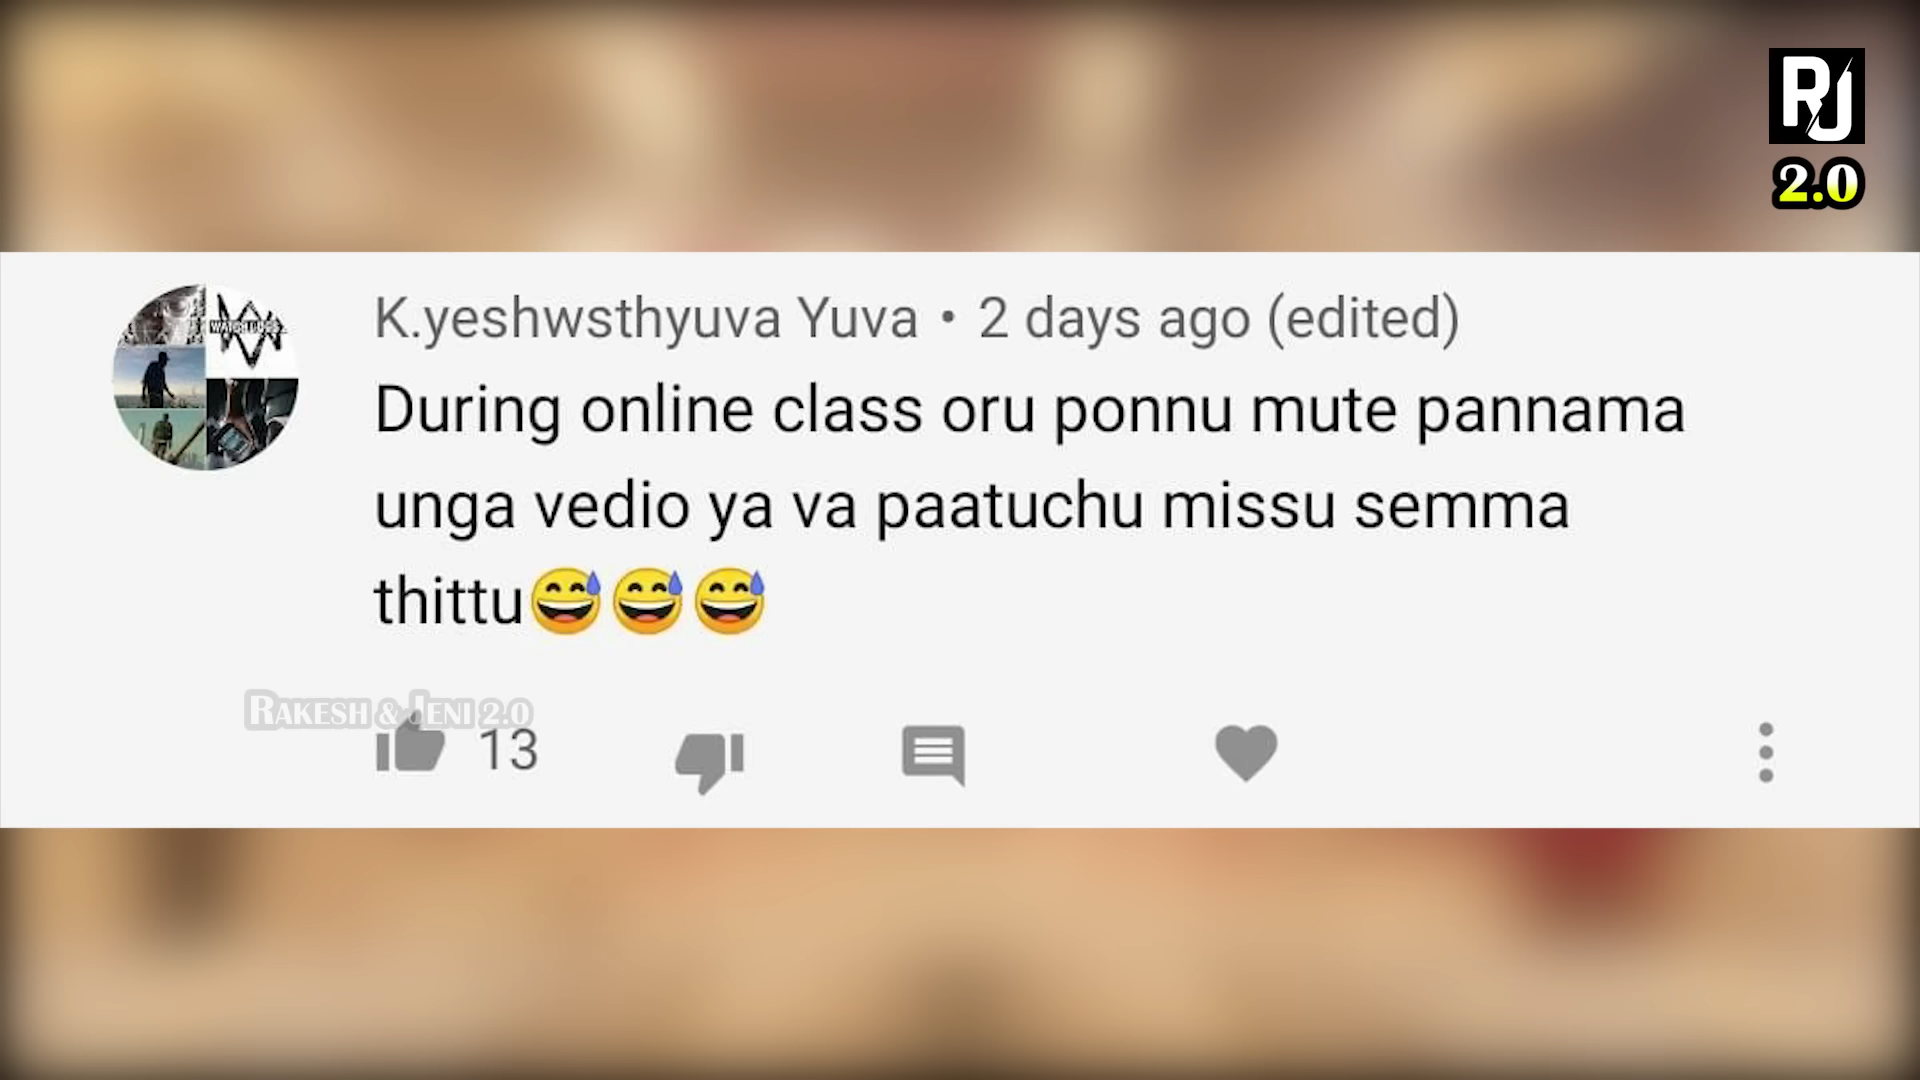 RJ
2.0
K.yeshwsthyuva Yuva • 2 days ago (edited)
During online class oru ponnu mute pannama
unga vedio ya va paatuchu missu semma
thittu😅😅😅
RAKESH & JENI 2.0
13